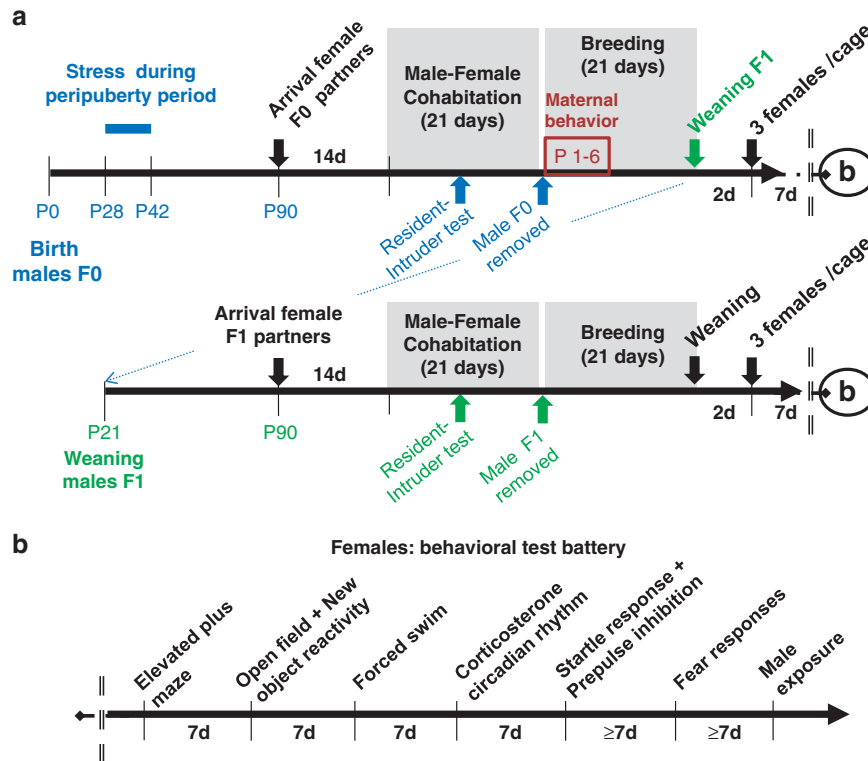 a
Stress during
peripuberty period
Arrival female
F0 partners
14d
Male-Female
Cohabitation
(21 days)
Breeding
(21 days)
Maternal
behavior
P 1-6
Weaning F1
3 females /cage
P0
P28
P42
P90
2d
7d
b
Birth
males F0
Resident-
Intruder test
Male F0
removed
Arrival female
F1 partners
14d
Male-Female
Cohabitation
(21 days)
Breeding
(21 days)
Weaning
3 females /cage
P21
P90
2d
7d
b
Weaning
males F1
Resident-
Intruder test
Male F1
removed
b
Females: behavioral test battery
Elevated plus
maze
Open field + New
object reactivity
Forced swim
Corticosterone
circadian rhythm
Startle response +
Prepulse inhibition
Fear responses
Male
exposure
7d
7d
7d
7d
≥7d
≥7d